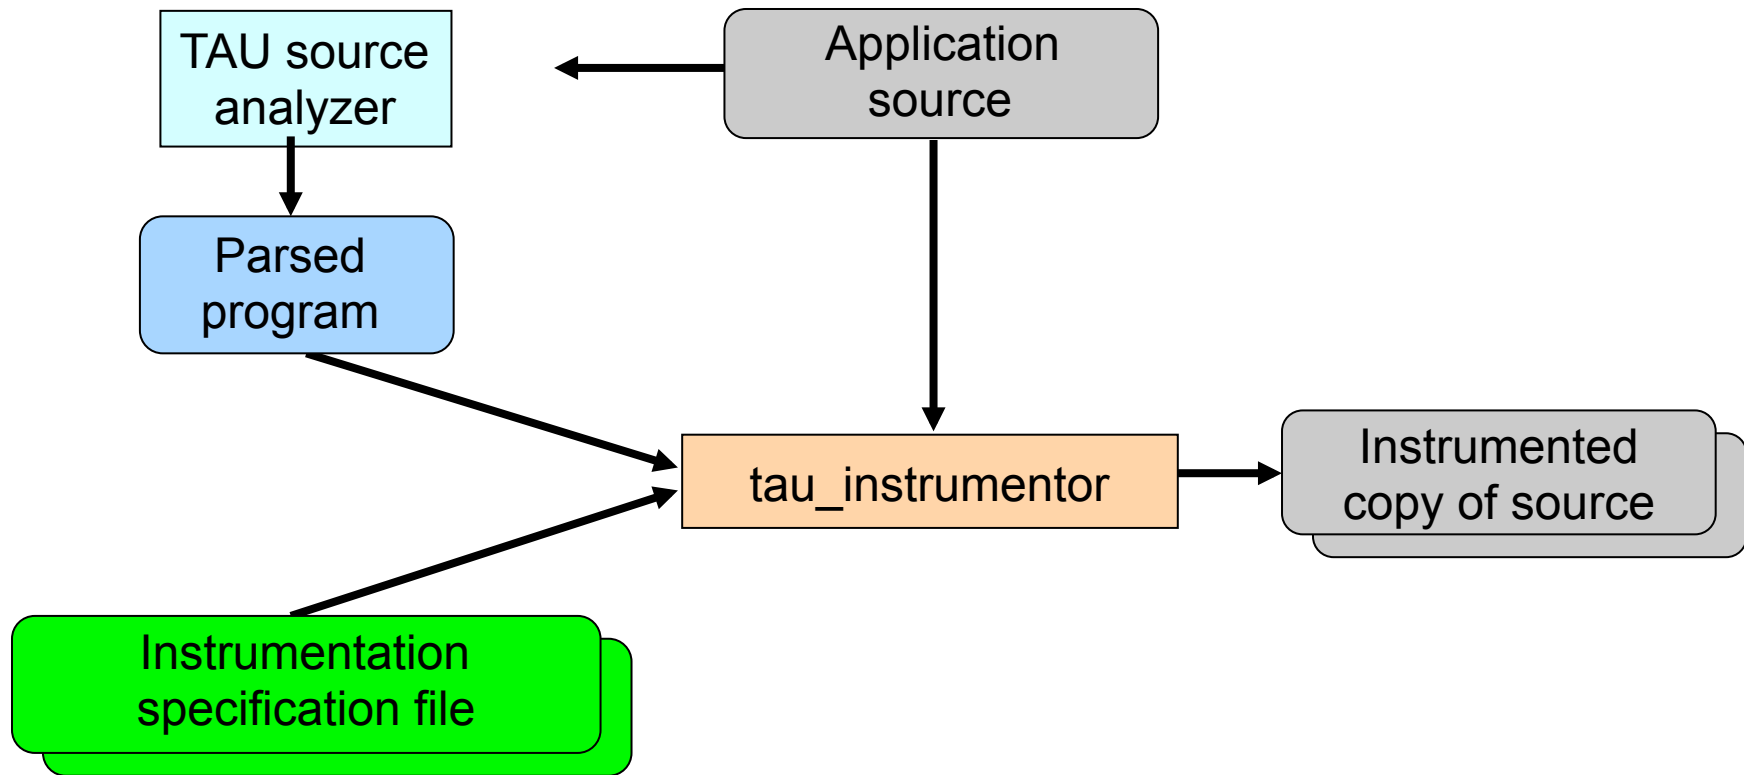 TAU source
analyzer
Application
source
Parsed
program
tau_instrumentor
Instrumented
copy of source
Instrumentation
specification file